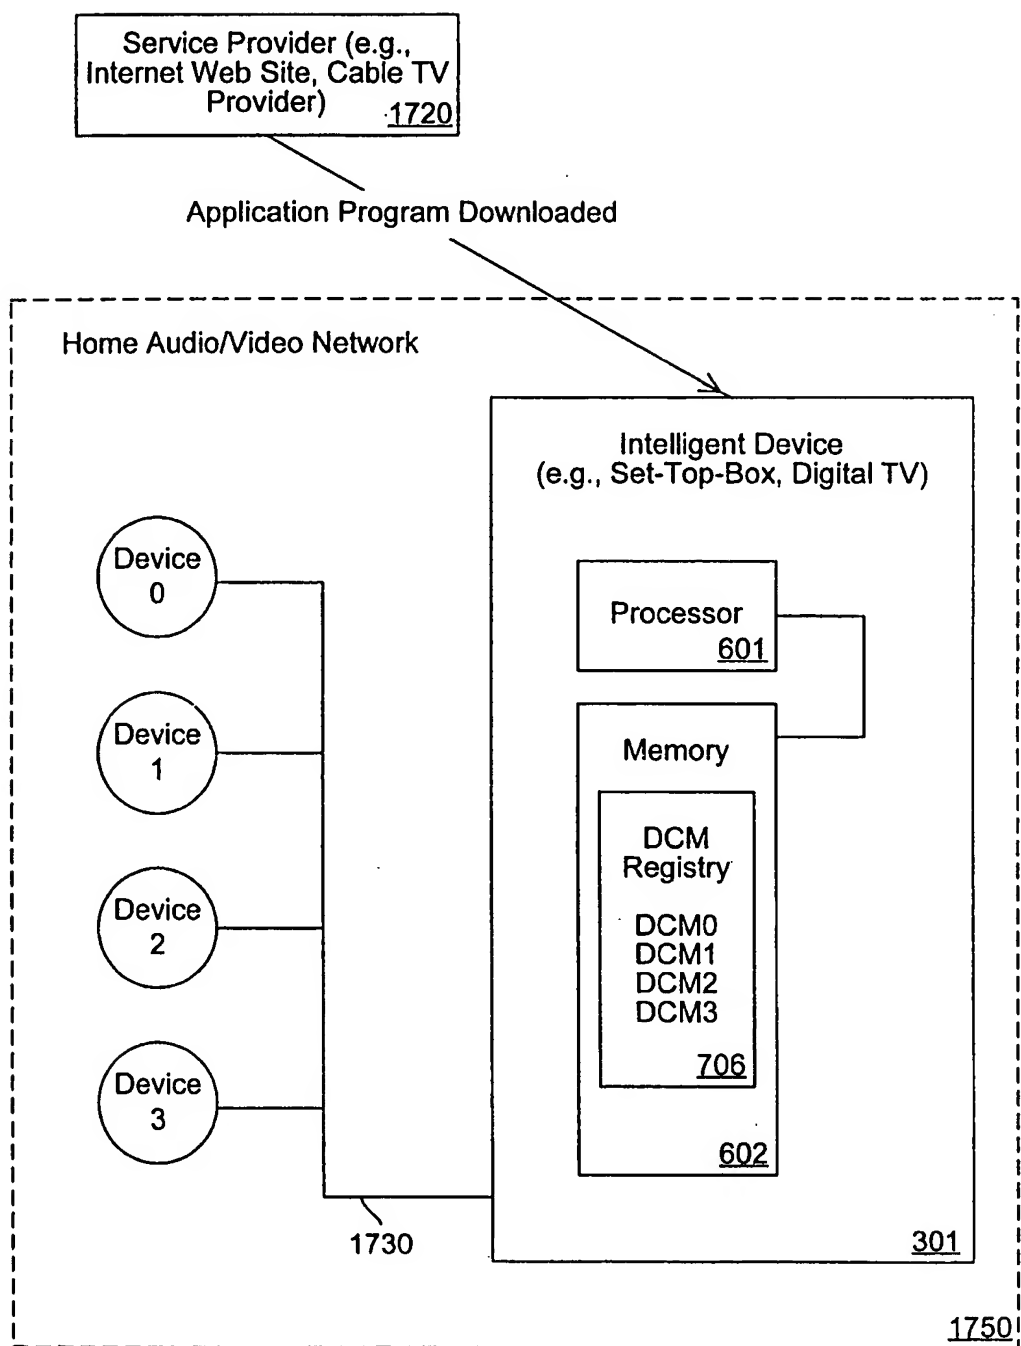 Service Provider (e.g.,
Internet Web Site, Cable TV
Provider)
1720
Application Program Downloaded
Home Audio/Video Network
Intelligent Device
(e.g., Set-Top-Box, Digital TV)
Device
0
Processor
601
Device
1
Memory
DCM
Registry
Device
2
DCM0
DCM1
DCM2
DCM3
706
Device
3
602
1730
301
1750